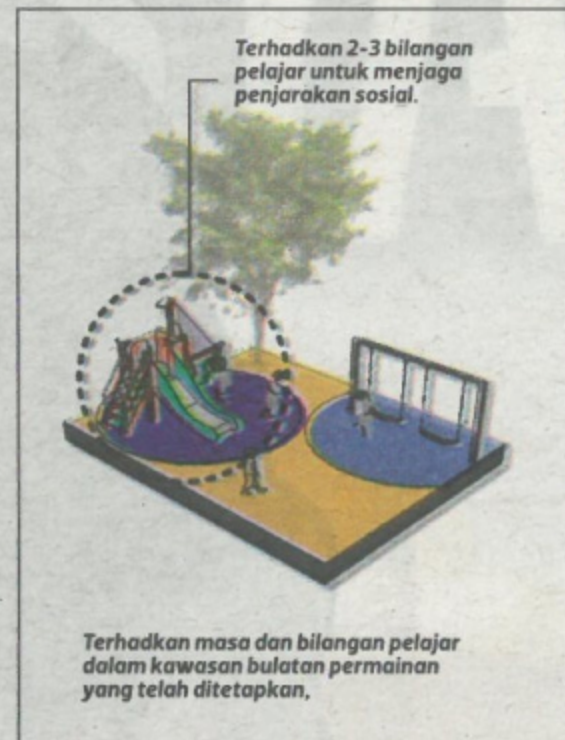 Terhadkan 2-3 bilangan
pelajar untuk menjaga
penjarakan sosial.
Terhadkan masa dan bilangan pelajar
dalam kawasan bulatan permainan
yang telah ditetapkan,